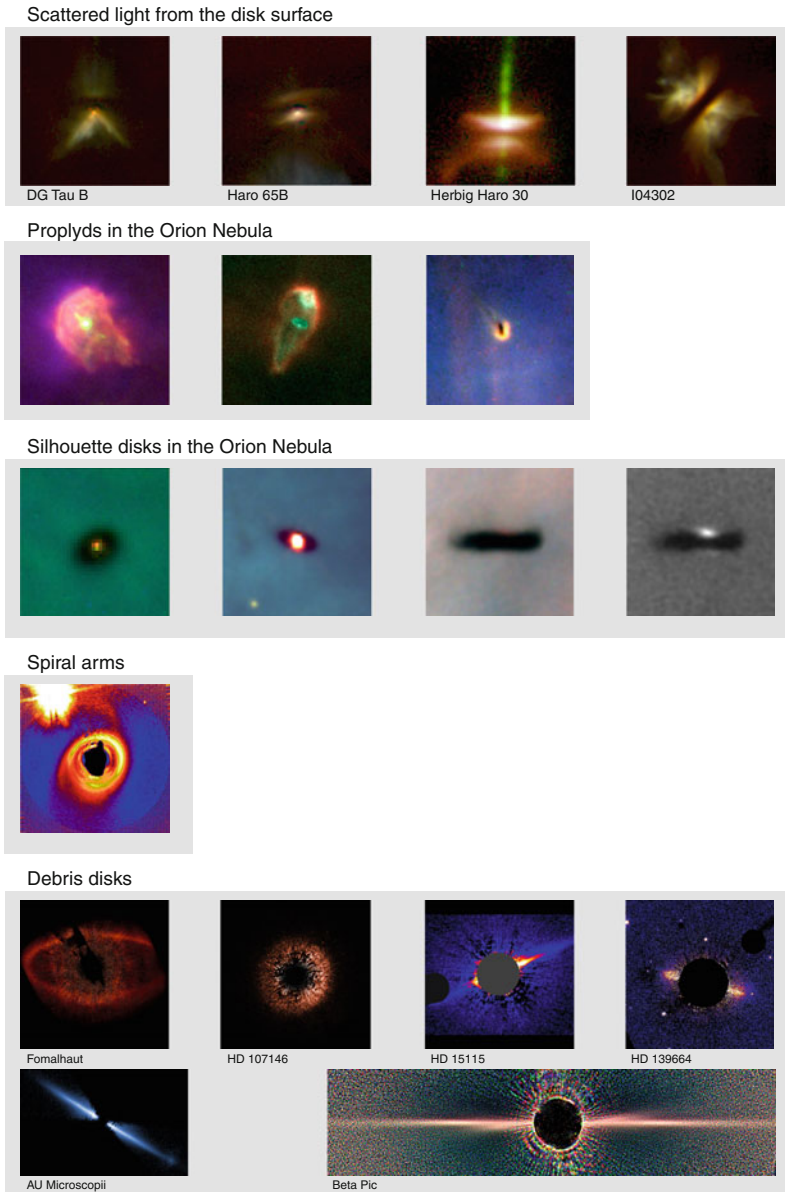 Scattered light from the disk surface
DG Tau B
Haro 65B
Herbig Haro 30
I04302
Proplyds in the Orion Nebula
Silhouette disks in the Orion Nebula
Spiral arms
Debris disks
Fomalhaut
HD 107146
HD 15115
HD 139664
AU Microscopii
Beta Pic